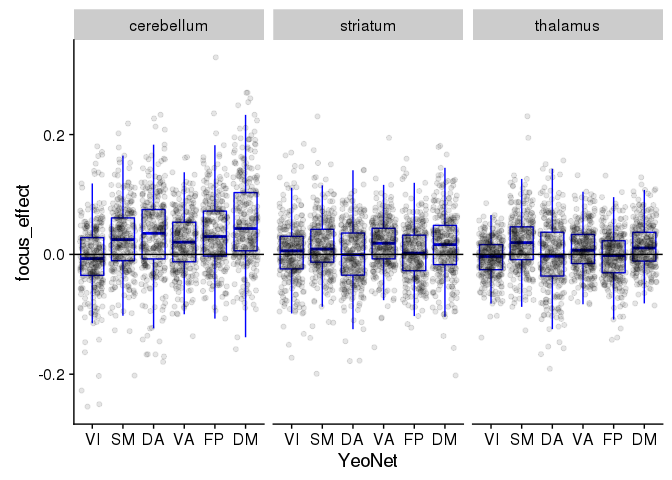 cerebellum striatum thalamus
focus_effect
0.2
0.0
-0.2
VI SM DA VA FP DM VI SM DA VA FP DM VI SM DA VA FP DM
YeoNet